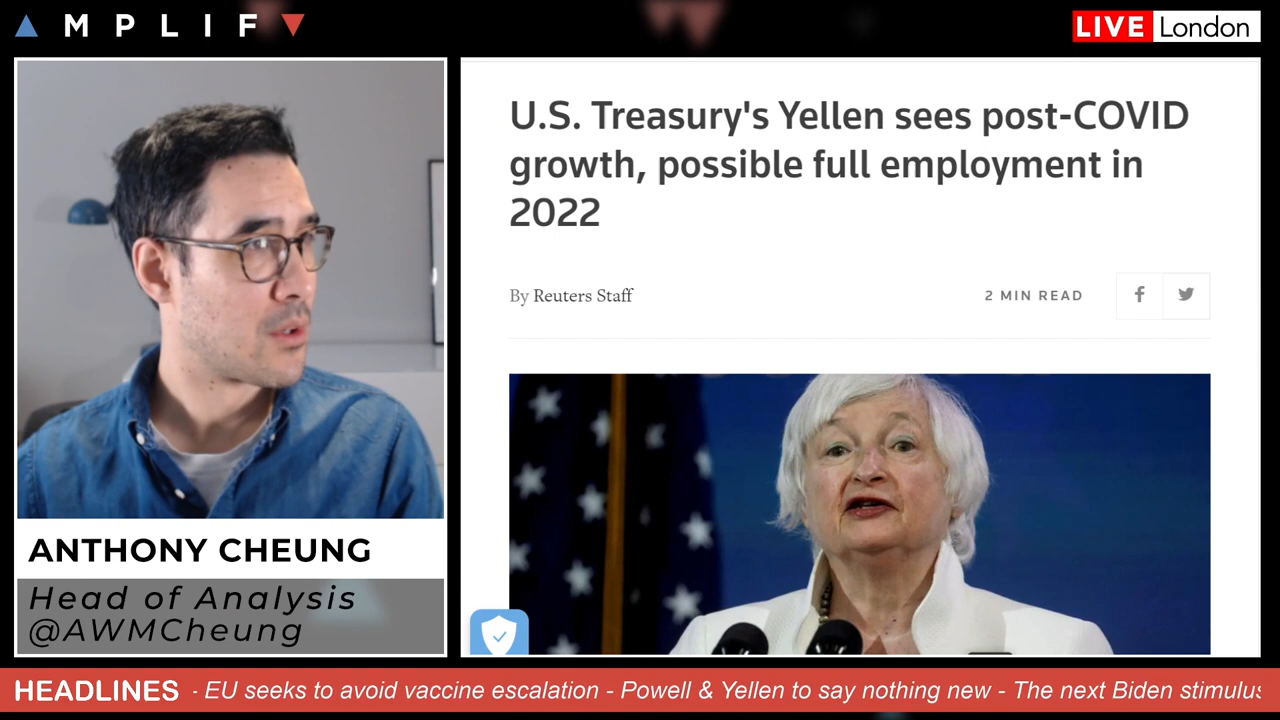 MPLIF
LIVE London
U.S. Treasury's Yellen sees post-COVID
growth, possible full employment in
2022
By Reuters Staff
2 MIN READ
ANTHONY CHEUNG
Head of Analysis
@AWMCheung
HEADLINES - EU seeks to avoid vaccine escalation - Powell & Yellen to say nothing new - The next Biden stimulus